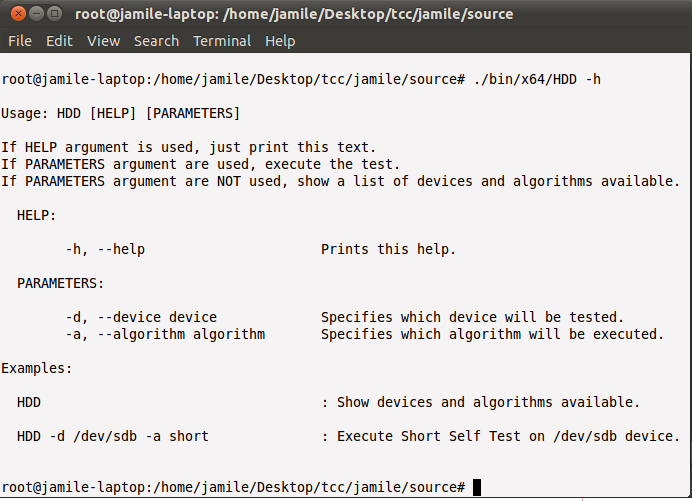 root@jamile-laptop: /home/jamile/Desktop/tcc/jamile/source
File Edit View Search Terminal Help
root@jamile-laptop:/home/jamile/Desktop/tcc/jamile/source# ./bin/x64/HDD -h
Usage: HDD [HELP] [PARAMETERS]
If HELP argument is used, just print this text.
If PARAMETERS argument are used, execute the test.
If PARAMETERS argument are NOT used, show a list of devices and algorithms available.
HELP:
-h, --help Prints this help.
PARAMETERS:
-d, --device device Specifies which device will be tested.
-a, --algorithm algorithm Specifies which algorithm will be executed.
Examples:
HDD : Show devices and algorithms available.
HDD -d /dev/sdb -a short : Execute Short Self Test on /dev/sdb device.
root@jamile-laptop:/home/jamile/Desktop/tcc/jamile/source#